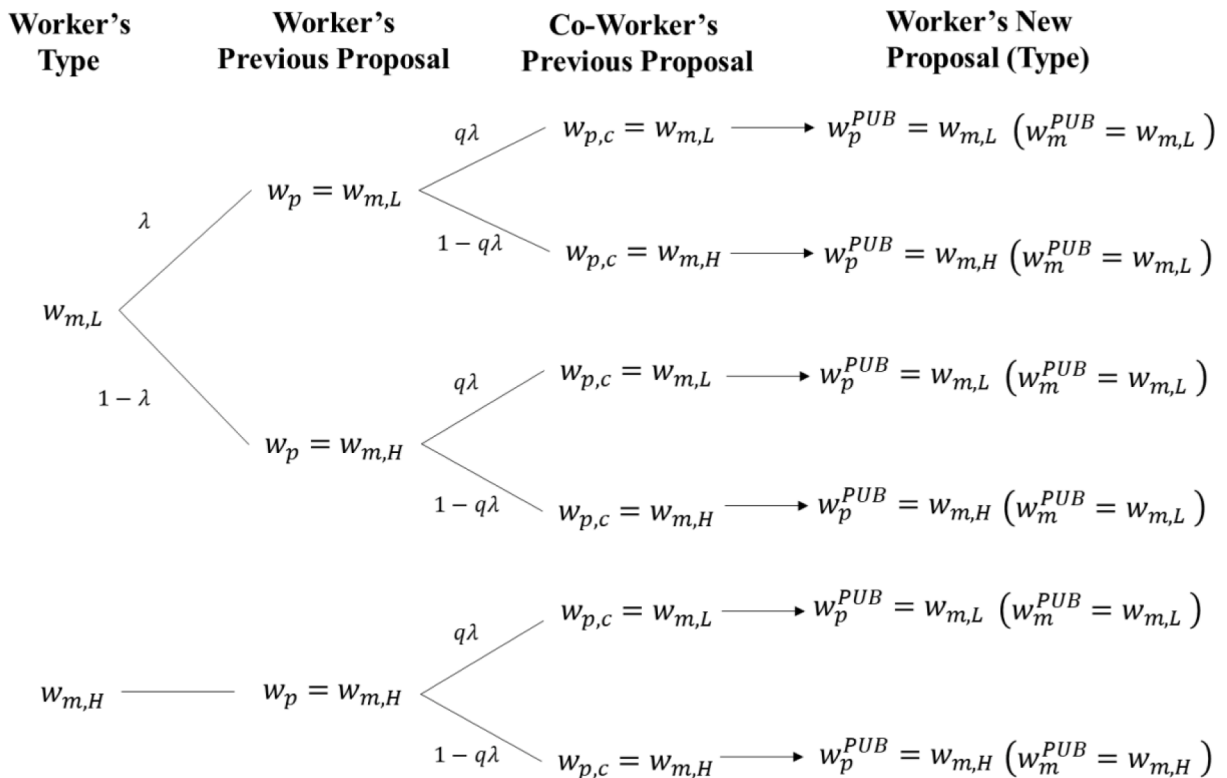 Worker's Type
Worker's Previous Proposal
Co-Worker's Previous Proposal
Worker's New Proposal (Type)
qλ
w_{p,c} = w_{m,L}
w_p^{PUB} = w_{m,L} (w_m^{PUB} = w_{m,L})
λ
w_p = w_{m,L}
1 − qλ
w_{p,c} = w_{m,H}
w_p^{PUB} = w_{m,H} (w_m^{PUB} = w_{m,L})
w_{m,L}
qλ
w_{p,c} = w_{m,L}
w_p^{PUB} = w_{m,L} (w_m^{PUB} = w_{m,L})
1 − λ
w_p = w_{m,H}
1 − qλ
w_{p,c} = w_{m,H}
w_p^{PUB} = w_{m,H} (w_m^{PUB} = w_{m,L})
qλ
w_{p,c} = w_{m,L}
w_p^{PUB} = w_{m,L} (w_m^{PUB} = w_{m,L})
w_{m,H}
w_p = w_{m,H}
1 − qλ
w_{p,c} = w_{m,H}
w_p^{PUB} = w_{m,H} (w_m^{PUB} = w_{m,H})